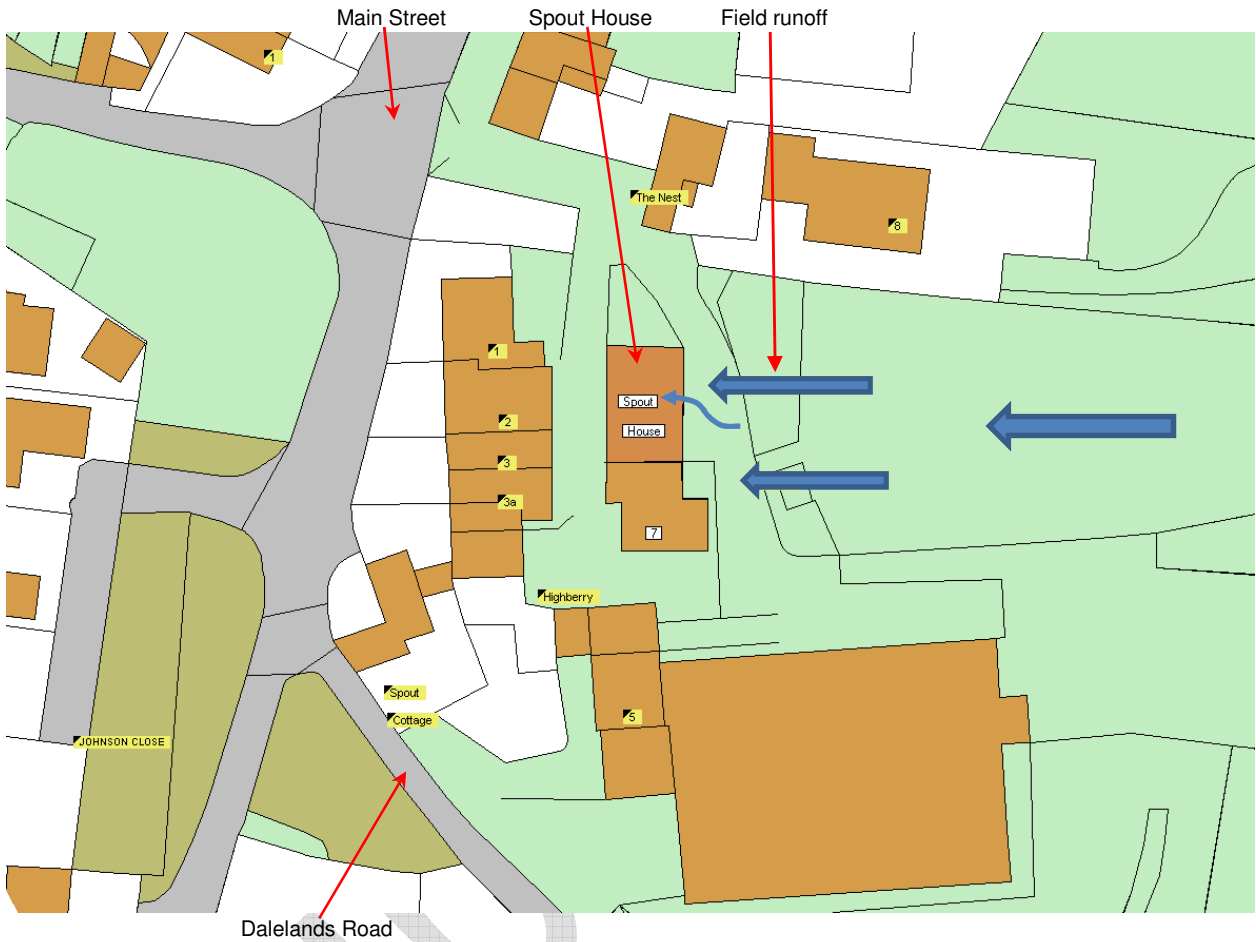 Main Street
Spout House
Field runoff
1
The Nest
8
1
Spout
2
House
3
3a
7
Highberry
Spout
5
Cottage
JOHNSON CLOSE
Dalelands Road